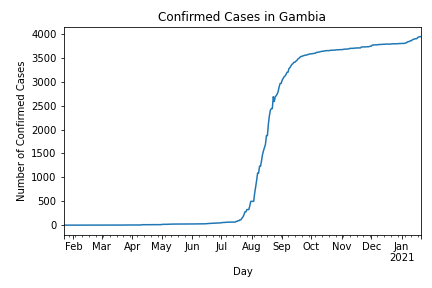 Confirmed Cases in Gambia
Number of Confirmed Cases
4000
3500
3000
2500
2000
1500
1000
500
0
Feb Mar Apr May Jun Jul Aug Sep Oct Nov Dec Jan
2021
Day